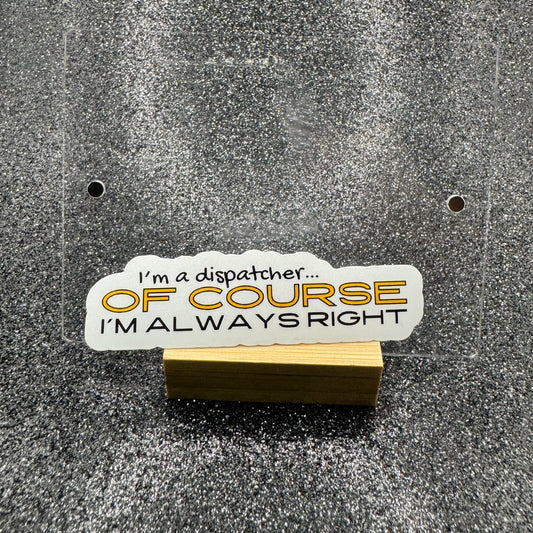 I'm a dispatcher...
OF COURSE
I'M ALWAYS RIGHT